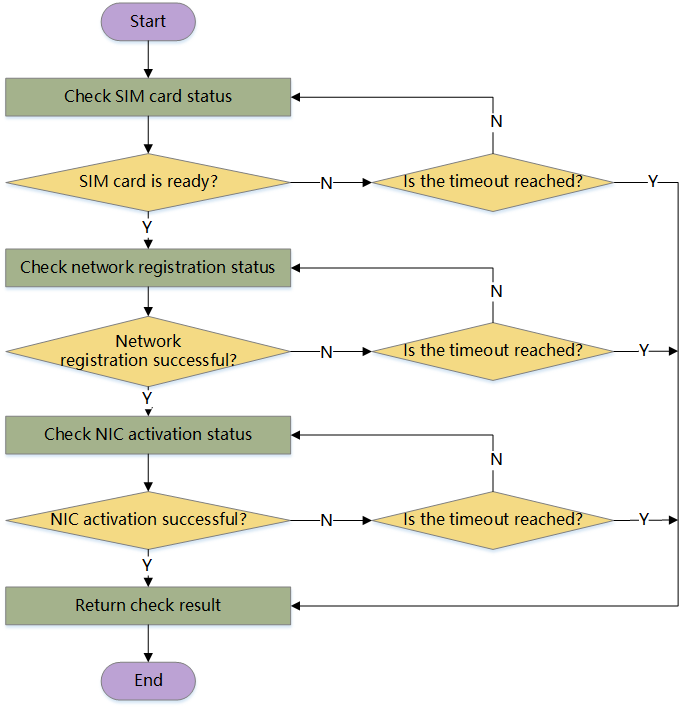 Start
Check SIM card status
N
SIM card is ready?
N
Is the timeout reached?
Y
Y
Check network registration status
N
Network
registration successful?
N
Is the timeout reached?
Y
Y
Check NIC activation status
N
NIC activation successful?
N
Is the timeout reached?
Y
Y
Return check result
End